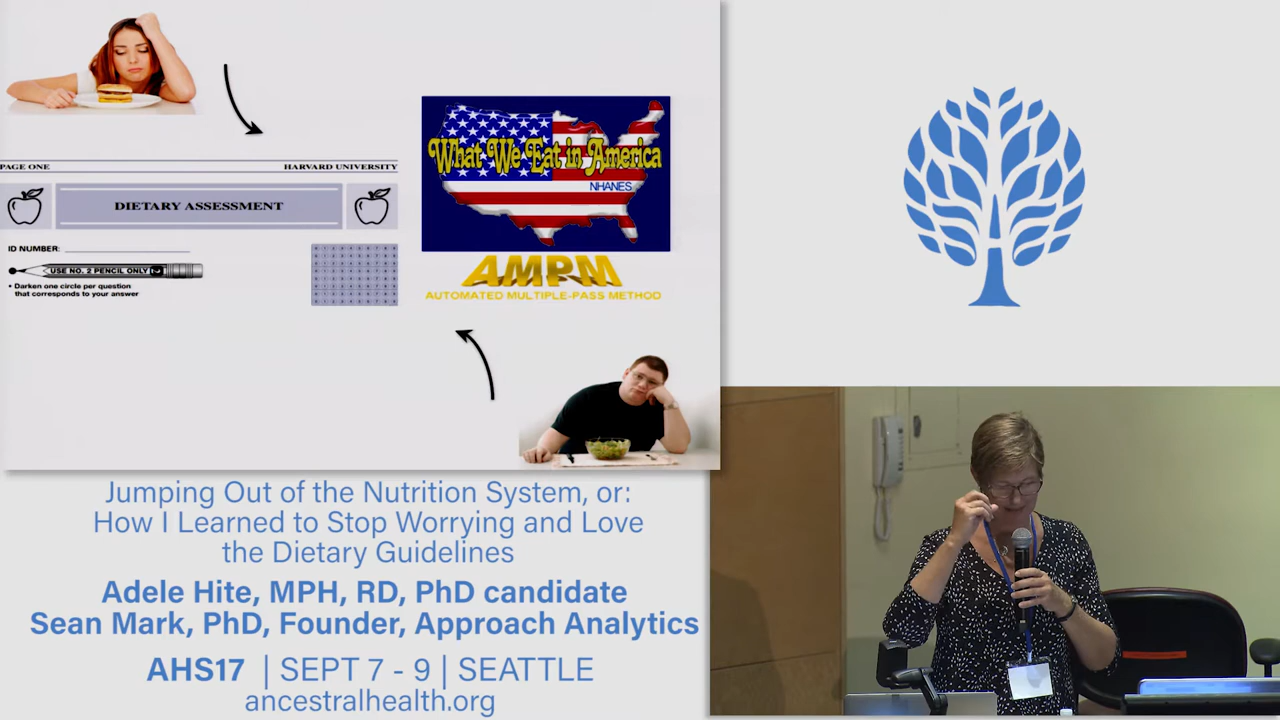 PAGE ONE
HARVARD UNIVERSITY
DIETARY ASSESSMENT
ID NUMBER:
USE NO. 2 PENCIL ONLY
• Darken one circle per question
that corresponds to your answer
What We Eat in America
NHANES
AMPM
AUTOMATED MULTIPLE-PASS METHOD
Jumping Out of the Nutrition System, or:
How I Learned to Stop Worrying and Love
the Dietary Guidelines
Adele Hite, MPH, RD, PhD candidate
Sean Mark, PhD, Founder, Approach Analytics
AHS17 | SEPT 7 - 9 | SEATTLE
ancestralhealth.org